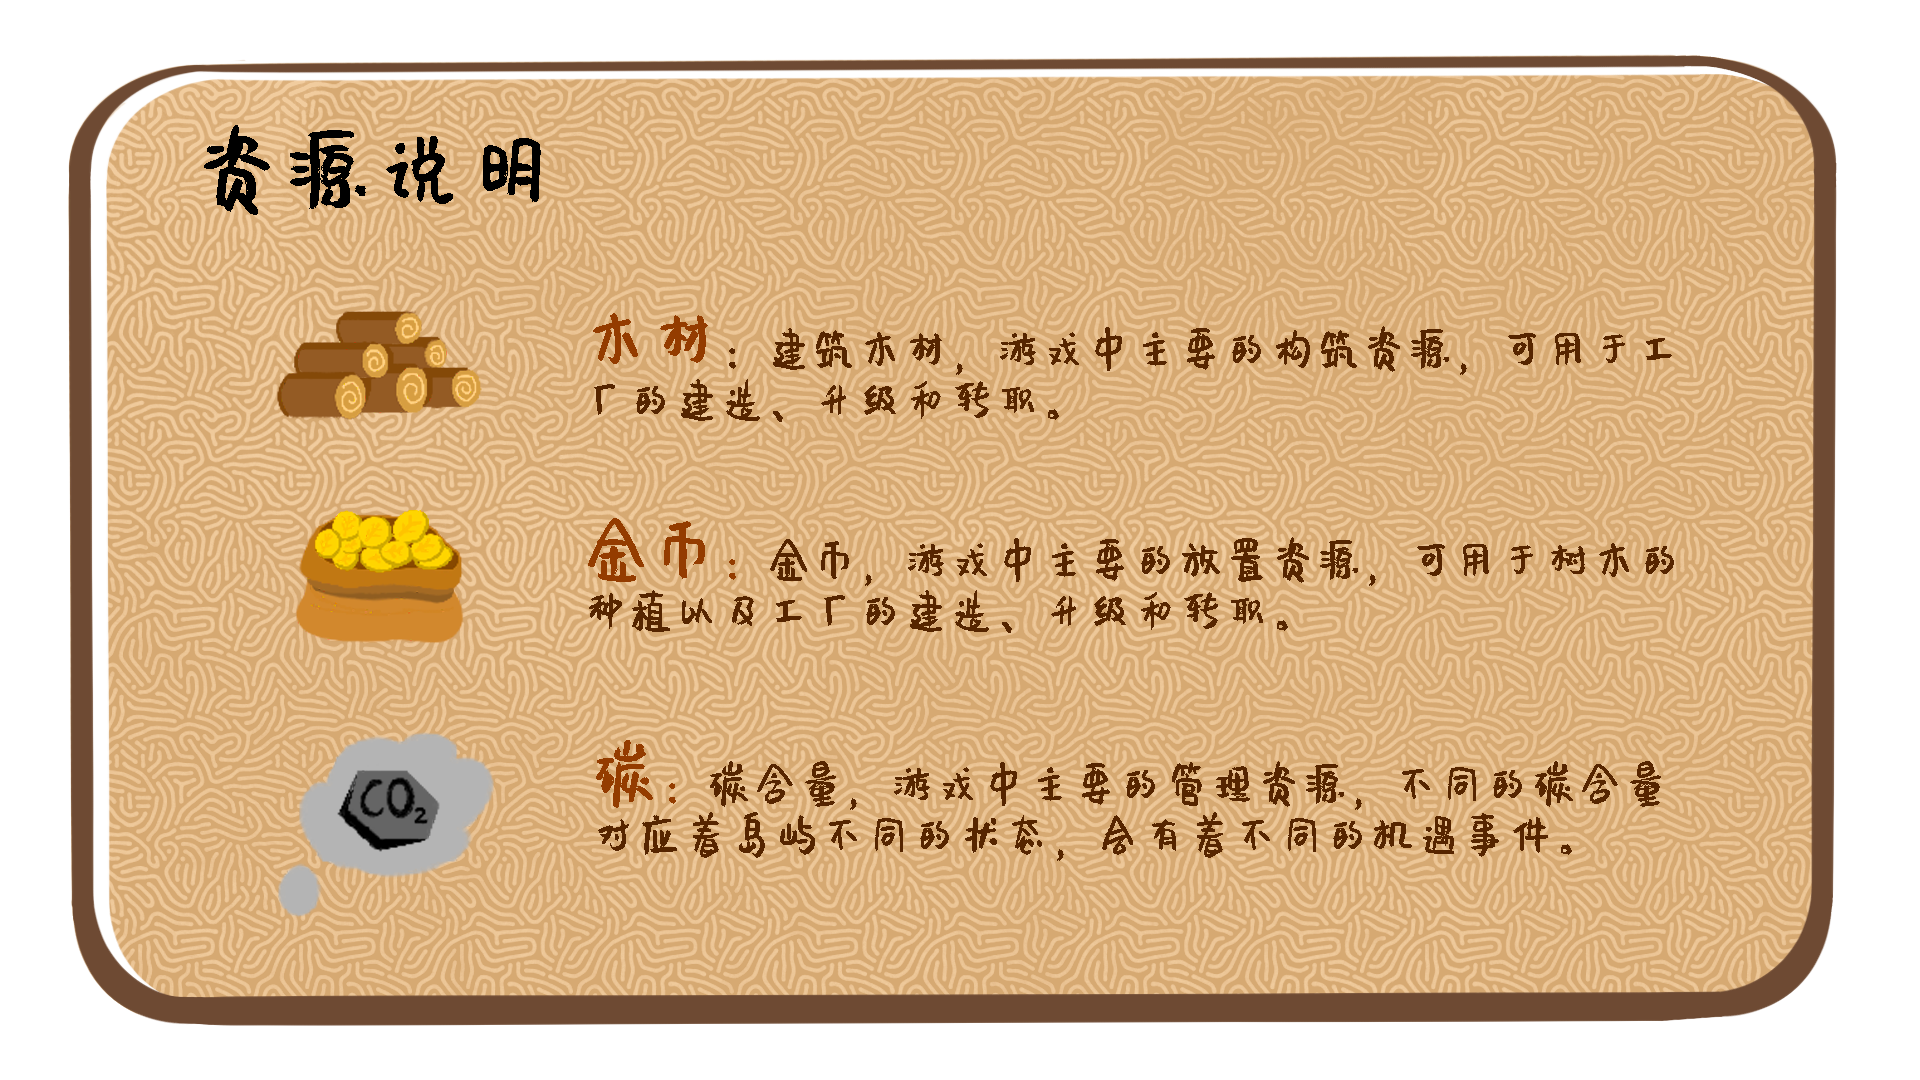 资源说明
木材：建筑木材，游戏中主要的构筑资源，可用于工
厂的建造、升级和转职。
金币：金币，游戏中主要的放置资源，可用于树木的
种植以及工厂的建造、升级和转职。
CO₂
碳：碳含量，游戏中主要的管理资源，不同的碳含量
对应着岛屿不同的状态，会有着不同的机遇事件。